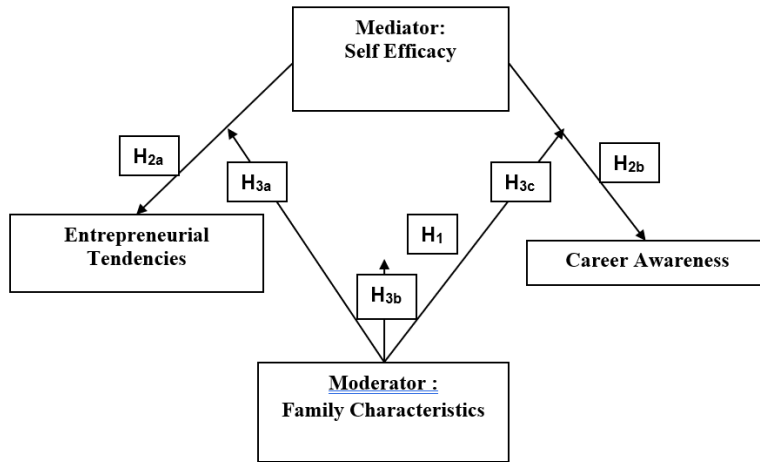 Mediator:
Self Efficacy
H2a
H2b
H3a
H3c
Entrepreneurial
Tendencies
H1
Career Awareness
H3b
Moderator :
Family Characteristics